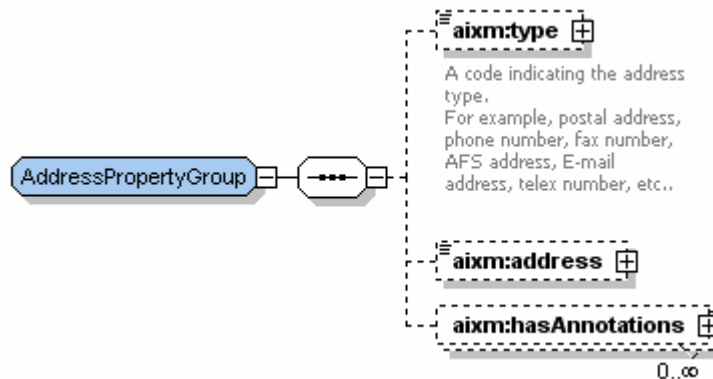 aixm:type
A code indicating the address
type.
For example, postal address,
phone number, fax number,
AFS address, E-mail
address, telex number, etc..
AddressPropertyGroup
aixm:address
aixm:hasAnnotations
0..∞